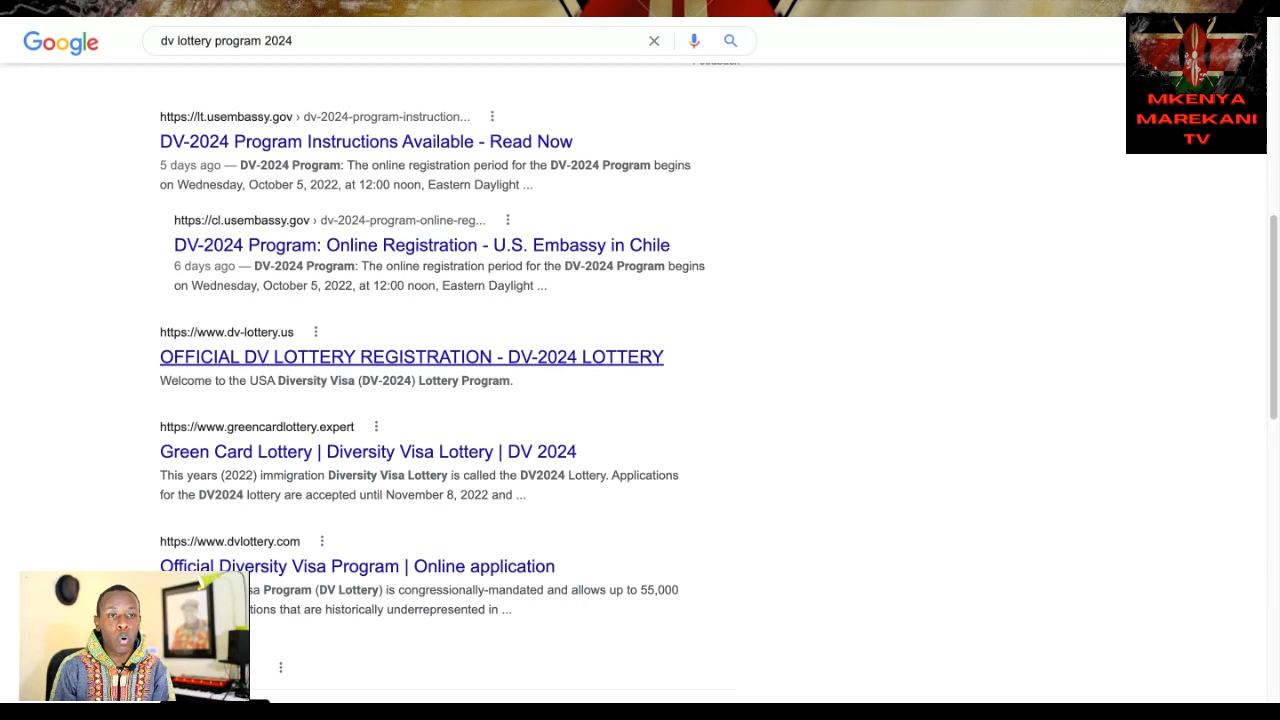 Google
dv lottery program 2024
MKENYA
MAREKANI
TV
https://lt.usembassy.gov › dv-2024-program-instruction...
DV-2024 Program Instructions Available - Read Now
5 days ago — DV-2024 Program: The online registration period for the DV-2024 Program begins
on Wednesday, October 5, 2022, at 12:00 noon, Eastern Daylight ...
https://cl.usembassy.gov › dv-2024-program-online-reg...
DV-2024 Program: Online Registration - U.S. Embassy in Chile
6 days ago — DV-2024 Program: The online registration period for the DV-2024 Program begins
on Wednesday, October 5, 2022, at 12:00 noon, Eastern Daylight ...
https://www.dv-lottery.us
OFFICIAL DV LOTTERY REGISTRATION - DV-2024 LOTTERY
Welcome to the USA Diversity Visa (DV-2024) Lottery Program.
https://www.greencardlottery.expert
Green Card Lottery | Diversity Visa Lottery | DV 2024
This years (2022) immigration Diversity Visa Lottery is called the DV2024 Lottery. Applications
for the DV2024 lottery are accepted until November 8, 2022 and ...
https://www.dvlottery.com
Official Diversity Visa Program | Online application
Program (DV Lottery) is congressionally-mandated and allows up to 55,000
that are historically underrepresented in ...